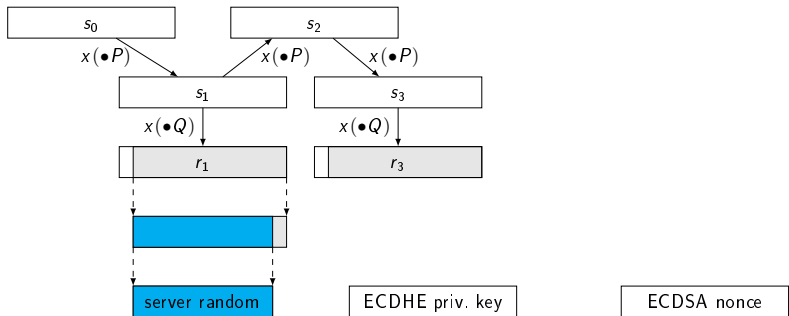 s₀ s₂
x(•P) x(•P) x(•P)
s₁ s₃
x(•Q) x(•Q)
r₁ r₃
server random ECDHE priv. key ECDSA nonce